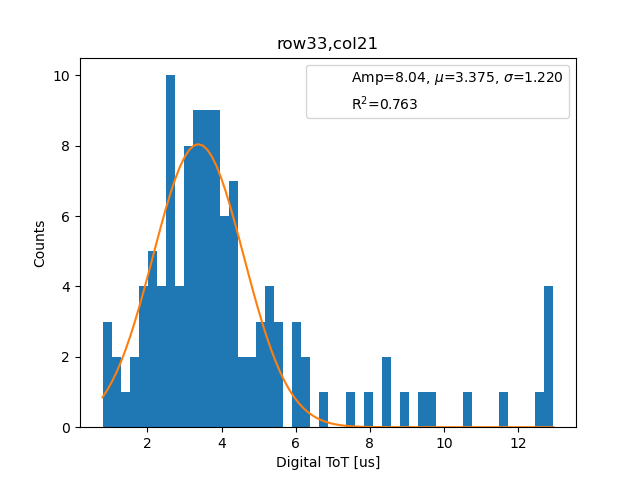 row33,col21
Amp=8.04, μ=3.375, σ=1.220
R²=0.763
10
8
6
4
2
0
Counts
2 4 6 8 10 12
Digital ToT [us]